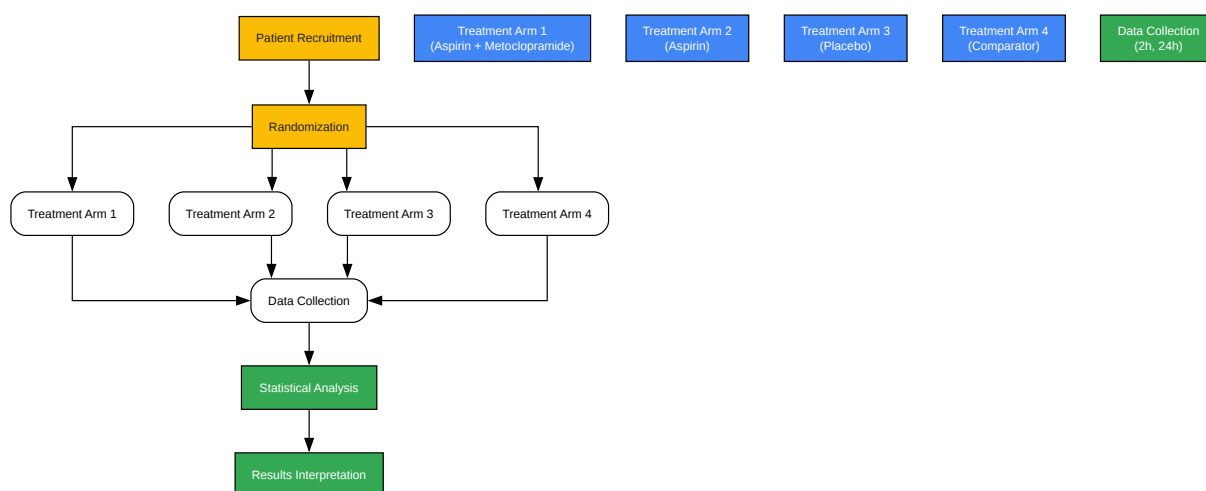 Patient Recruitment
Treatment Arm 1
(Aspirin + Metoclopramide)
Treatment Arm 2
(Aspirin)
Treatment Arm 3
(Placebo)
Treatment Arm 4
(Comparator)
Data Collection
(2h, 24h)
Randomization
Treatment Arm 1
Treatment Arm 2
Treatment Arm 3
Treatment Arm 4
Data Collection
Statistical Analysis
Results Interpretation